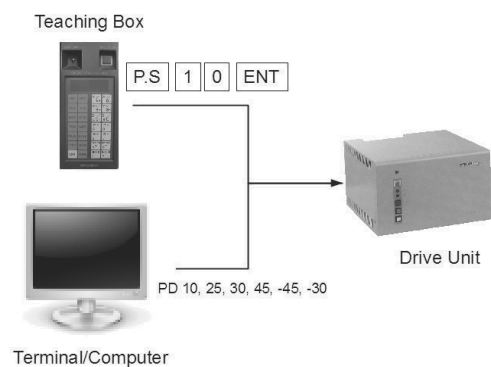 Teaching Box
P.S 1 0 ENT
Drive Unit
PD 10, 25, 30, 45, -45, -30
Terminal/Computer